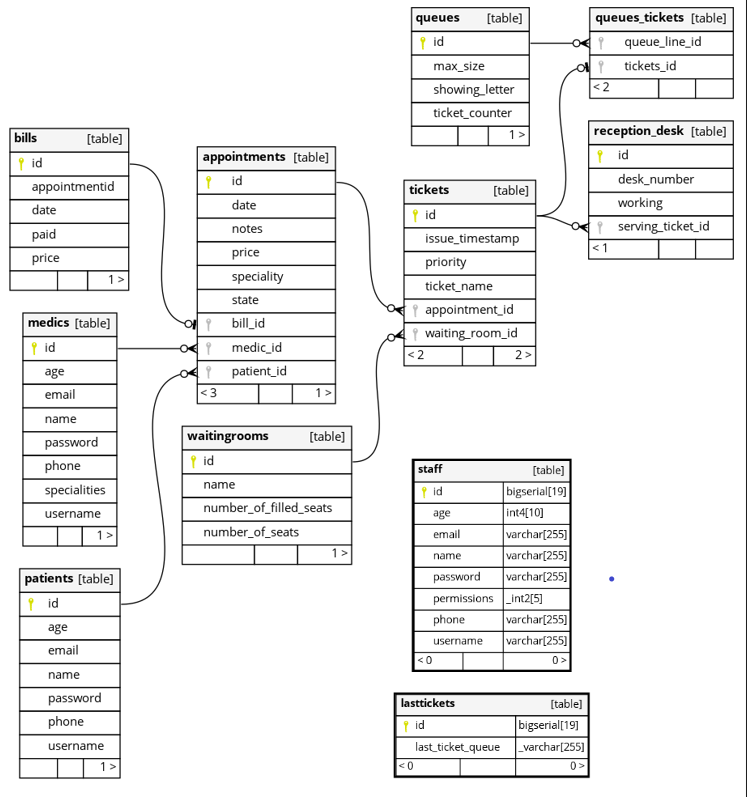 queues [table]
id
max_size
showing_letter
ticket_counter
1 >
queues_tickets [table]
queue_line_id
tickets_id
< 2
bills [table]
id
appointmentid
date
paid
price
1 >
appointments [table]
id
date
notes
price
speciality
state
bill_id
medic_id
patient_id
< 3 1 >
reception_desk [table]
id
desk_number
working
serving_ticket_id
< 1
tickets [table]
id
issue_timestamp
priority
ticket_name
appointment_id
waiting_room_id
< 2 2 >
medics [table]
id
age
email
name
password
phone
specialities
username
1 >
waitingrooms [table]
id
name
number_of_filled_seats
number_of_seats
1 >
staff [table]
id bigserial[19]
age int4[10]
email varchar[255]
name varchar[255]
password varchar[255]
permissions _int2[5]
phone varchar[255]
username varchar[255]
< 0 0 >
patients [table]
id
age
email
name
password
phone
username
1 >
lasttickets [table]
id bigserial[19]
last_ticket_queue _varchar[255]
< 0 0 >